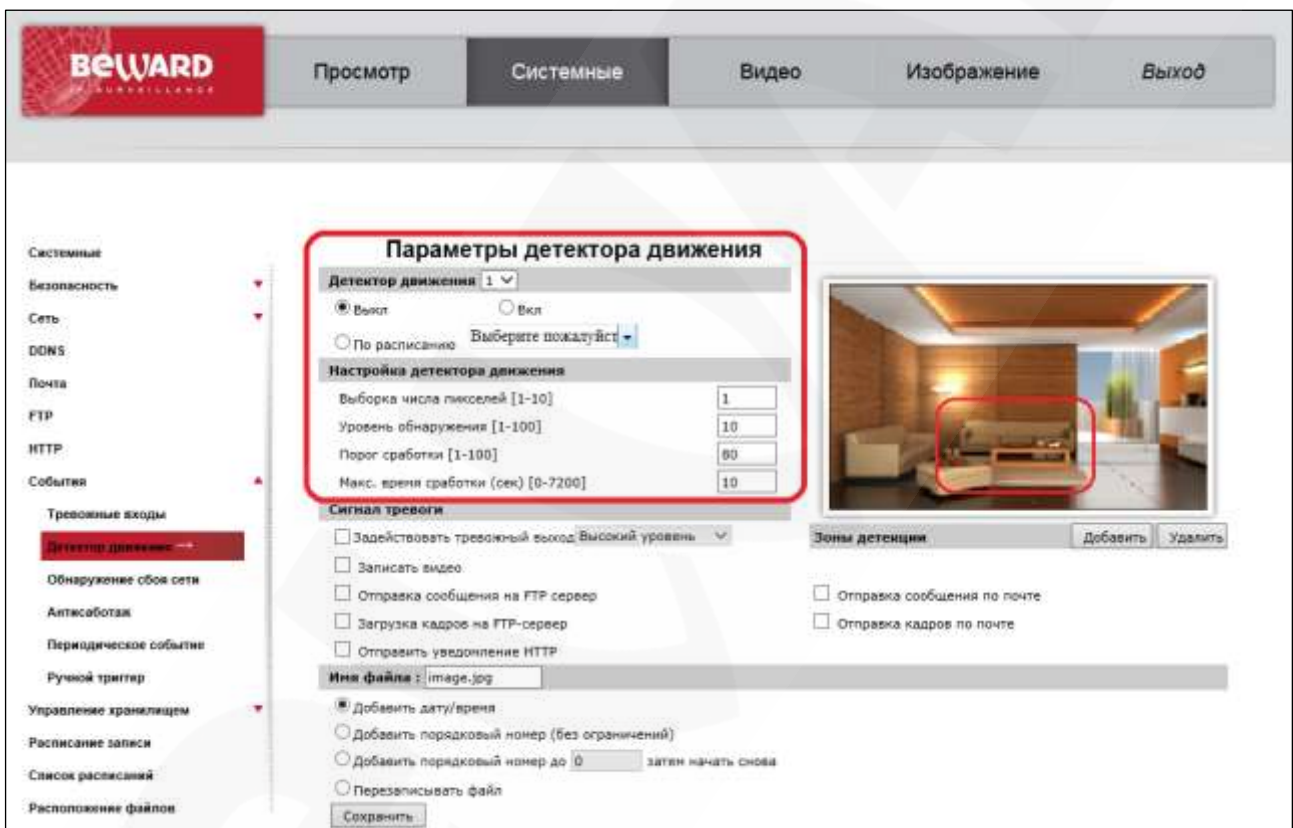 BEWARD
IP SURVEILLANCE
Просмотр
Системные
Видео
Изображение
Выход
Системные
Безопасность
Сеть
DDNS
Почта
FTP
HTTP
События
Тревожные входы
Детектор движения →
Обнаружение сбоя сети
Антисаботаж
Периодическое событие
Ручной триггер
Управление хранилищем
Расписание записи
Список расписаний
Расположение файлов
Параметры детектора движения
Детектор движения 1
Выкл Вкл
По расписанию Выберите пожалуйст
Настройка детектора движения
Выборка числа пикселей [1-10] 1
Уровень обнаружения [1-100] 10
Порог сработки [1-100] 80
Макс. время сработки (сек) [0-7200] 10
Сигнал тревоги
Задействовать тревожный выход Высокий уровень
Записать видео
Отправка сообщения на FTP сервер
Загрузка кадров на FTP-сервер
Отправить уведомление HTTP
Зоны детекции Добавить Удалить
Отправка сообщения по почте
Отправка кадров по почте
Имя файла : image.jpg
Добавить дату/время
Добавить порядковый номер (без ограничений)
Добавить порядковый номер до 0 затем начать снова
Перезаписывать файл
Сохранить